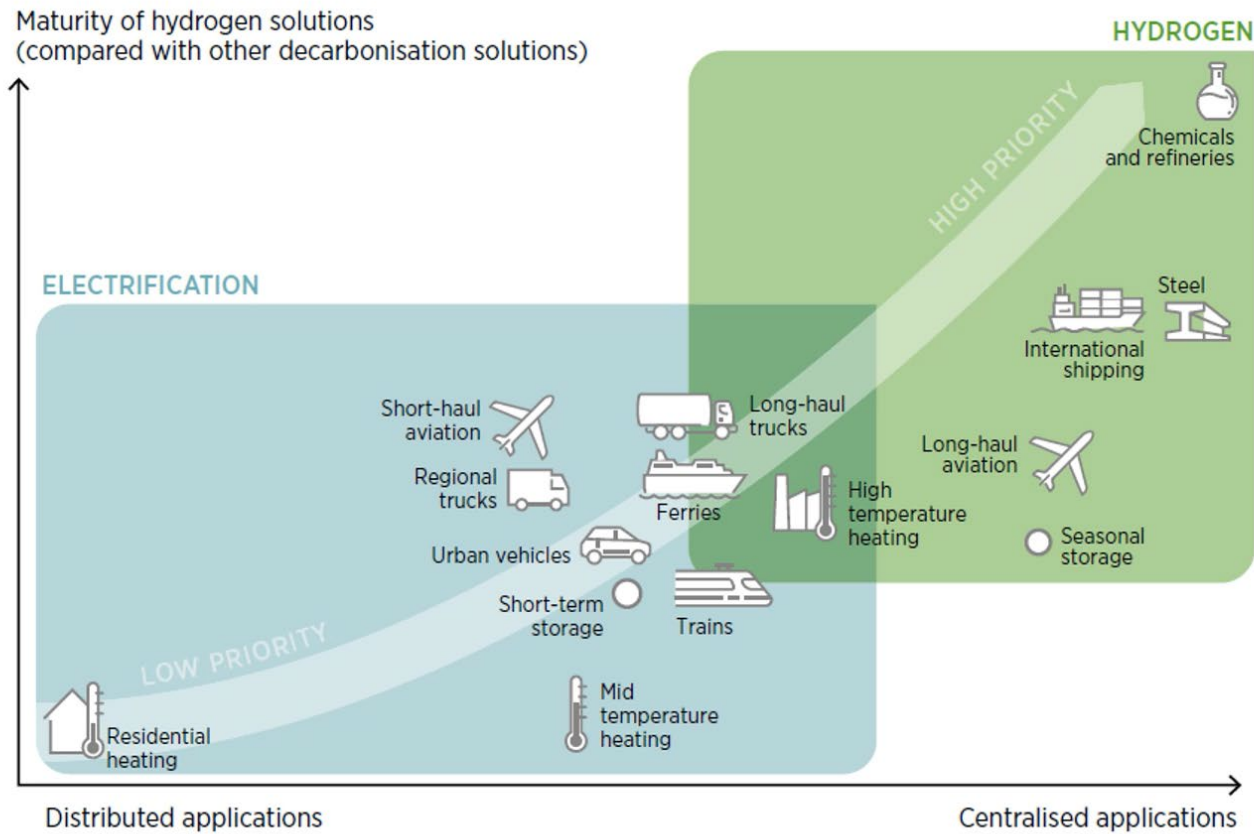 Maturity of hydrogen solutions
(compared with other decarbonisation solutions)
HYDROGEN
HIGH PRIORITY
Chemicals
and refineries
ELECTRIFICATION
Steel
International
shipping
Short-haul
aviation
Long-haul
trucks
Long-haul
aviation
Regional
trucks
Ferries
High
temperature
heating
Urban vehicles
Seasonal
storage
Short-term
storage
Trains
LOW PRIORITY
Mid
temperature
heating
Residential
heating
Distributed applications
Centralised applications